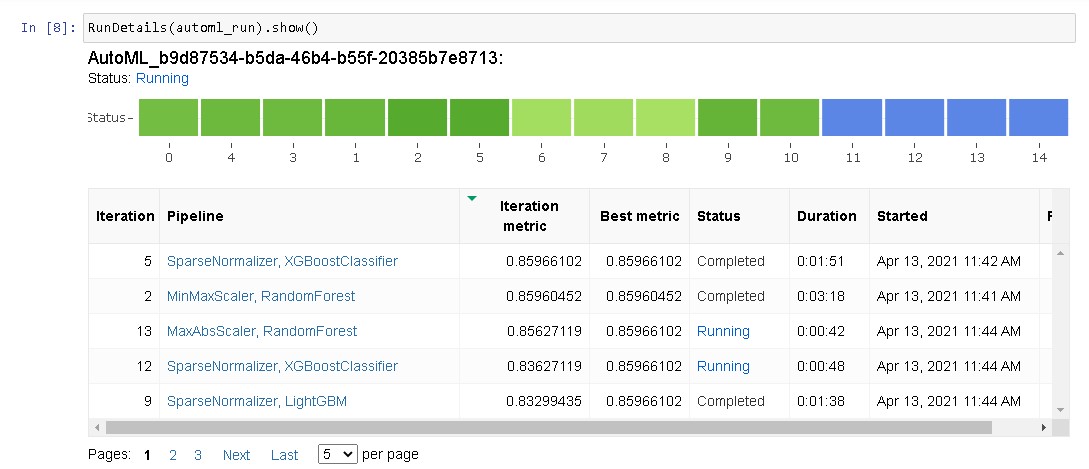 In [8]: RunDetails(automl_run).show()
AutoML_b9d87534-b5da-46b4-b55f-20385b7e8713:
Status: Running
Status-
0 4 3 1 2 5 6 7 8 9 10 11 12 13 14
Iteration Pipeline Iteration metric Best metric Status Duration Started
5 SparseNormalizer, XGBoostClassifier 0.85966102 0.85966102 Completed 0:01:51 Apr 13, 2021 11:42 AM
2 MinMaxScaler, RandomForest 0.85960452 0.85960452 Completed 0:03:18 Apr 13, 2021 11:41 AM
13 MaxAbsScaler, RandomForest 0.85627119 0.85966102 Running 0:00:42 Apr 13, 2021 11:44 AM
12 SparseNormalizer, XGBoostClassifier 0.83627119 0.85966102 Running 0:00:48 Apr 13, 2021 11:44 AM
9 SparseNormalizer, LightGBM 0.83299435 0.85966102 Completed 0:01:38 Apr 13, 2021 11:44 AM
Pages: 1 2 3 Next Last 5 per page